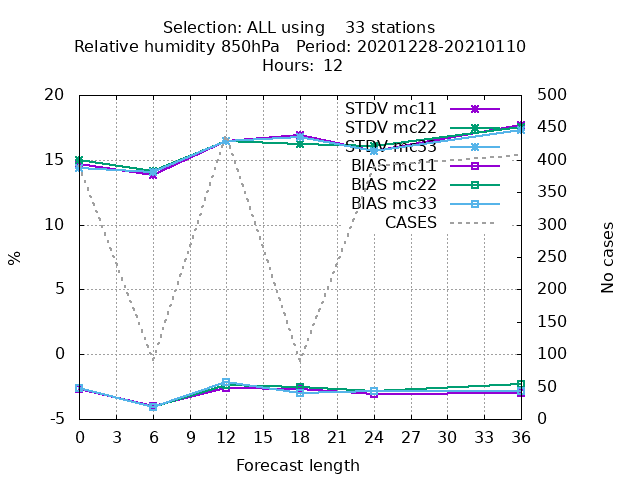 Selection: ALL using    33 stations
Relative humidity 850hPa   Period: 20201228-20210110
Hours: 12
STDV mc11
STDV mc22
STDV mc33
BIAS mc11
BIAS mc22
BIAS mc33
CASES
20
15
10
5
0
-5
%
500
450
400
350
300
250
200
150
100
50
0
No cases
0 3 6 9 12 15 18 21 24 27 30 33 36
Forecast length